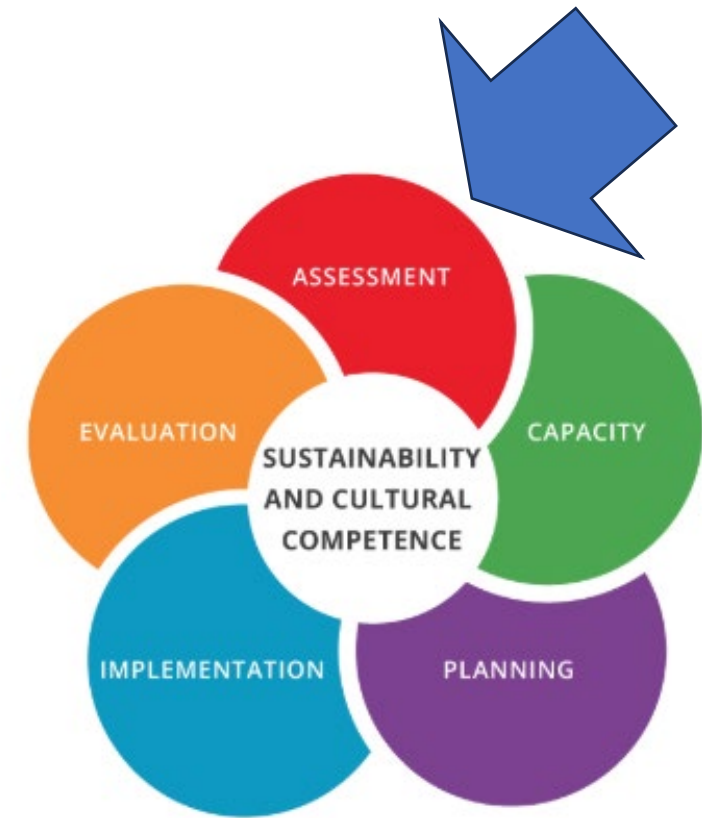 ASSESSMENT
CAPACITY
PLANNING
IMPLEMENTATION
EVALUATION
SUSTAINABILITY
AND CULTURAL
COMPETENCE